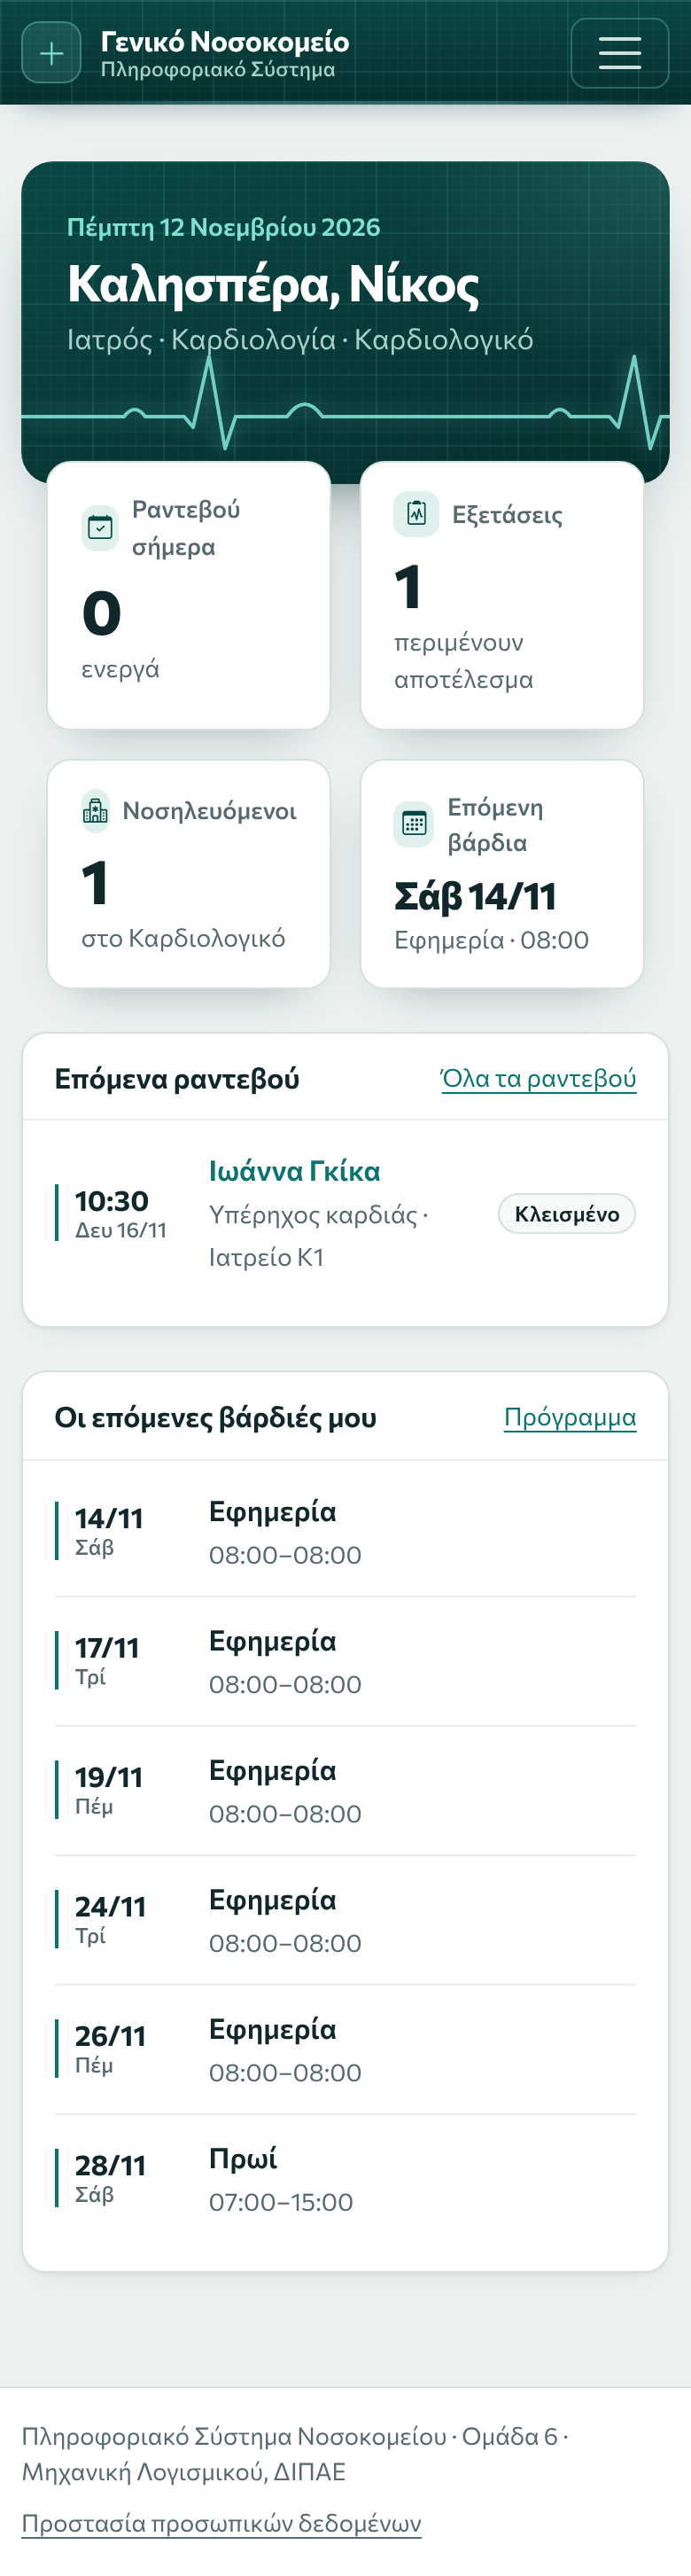 Γενικό Νοσοκομείο
Πληροφοριακό Σύστημα
Πέμπτη 12 Νοεμβρίου 2026
Καλησπέρα, Νίκος
Ιατρός · Καρδιολογία · Καρδιολογικό
Ραντεβού
σήμερα
0
ενεργά
Εξετάσεις
1
περιμένουν
αποτέλεσμα
Νοσηλευόμενοι
1
στο Καρδιολογικό
Επόμενη
βάρδια
Σάβ 14/11
Εφημερία · 08:00
Επόμενα ραντεβού
Όλα τα ραντεβού
10:30
Δευ 16/11
Ιωάννα Γκίκα
Υπέρηχος καρδιάς ·
Ιατρείο Κ1
Κλεισμένο
Οι επόμενες βάρδιές μου
Πρόγραμμα
14/11
Σάβ
Εφημερία
08:00–08:00
17/11
Τρί
Εφημερία
08:00–08:00
19/11
Πέμ
Εφημερία
08:00–08:00
24/11
Τρί
Εφημερία
08:00–08:00
26/11
Πέμ
Εφημερία
08:00–08:00
28/11
Σάβ
Πρωί
07:00–15:00
Πληροφοριακό Σύστημα Νοσοκομείου · Ομάδα 6 ·
Μηχανική Λογισμικού, ΔΙΠΑΕ
Προστασία προσωπικών δεδομένων